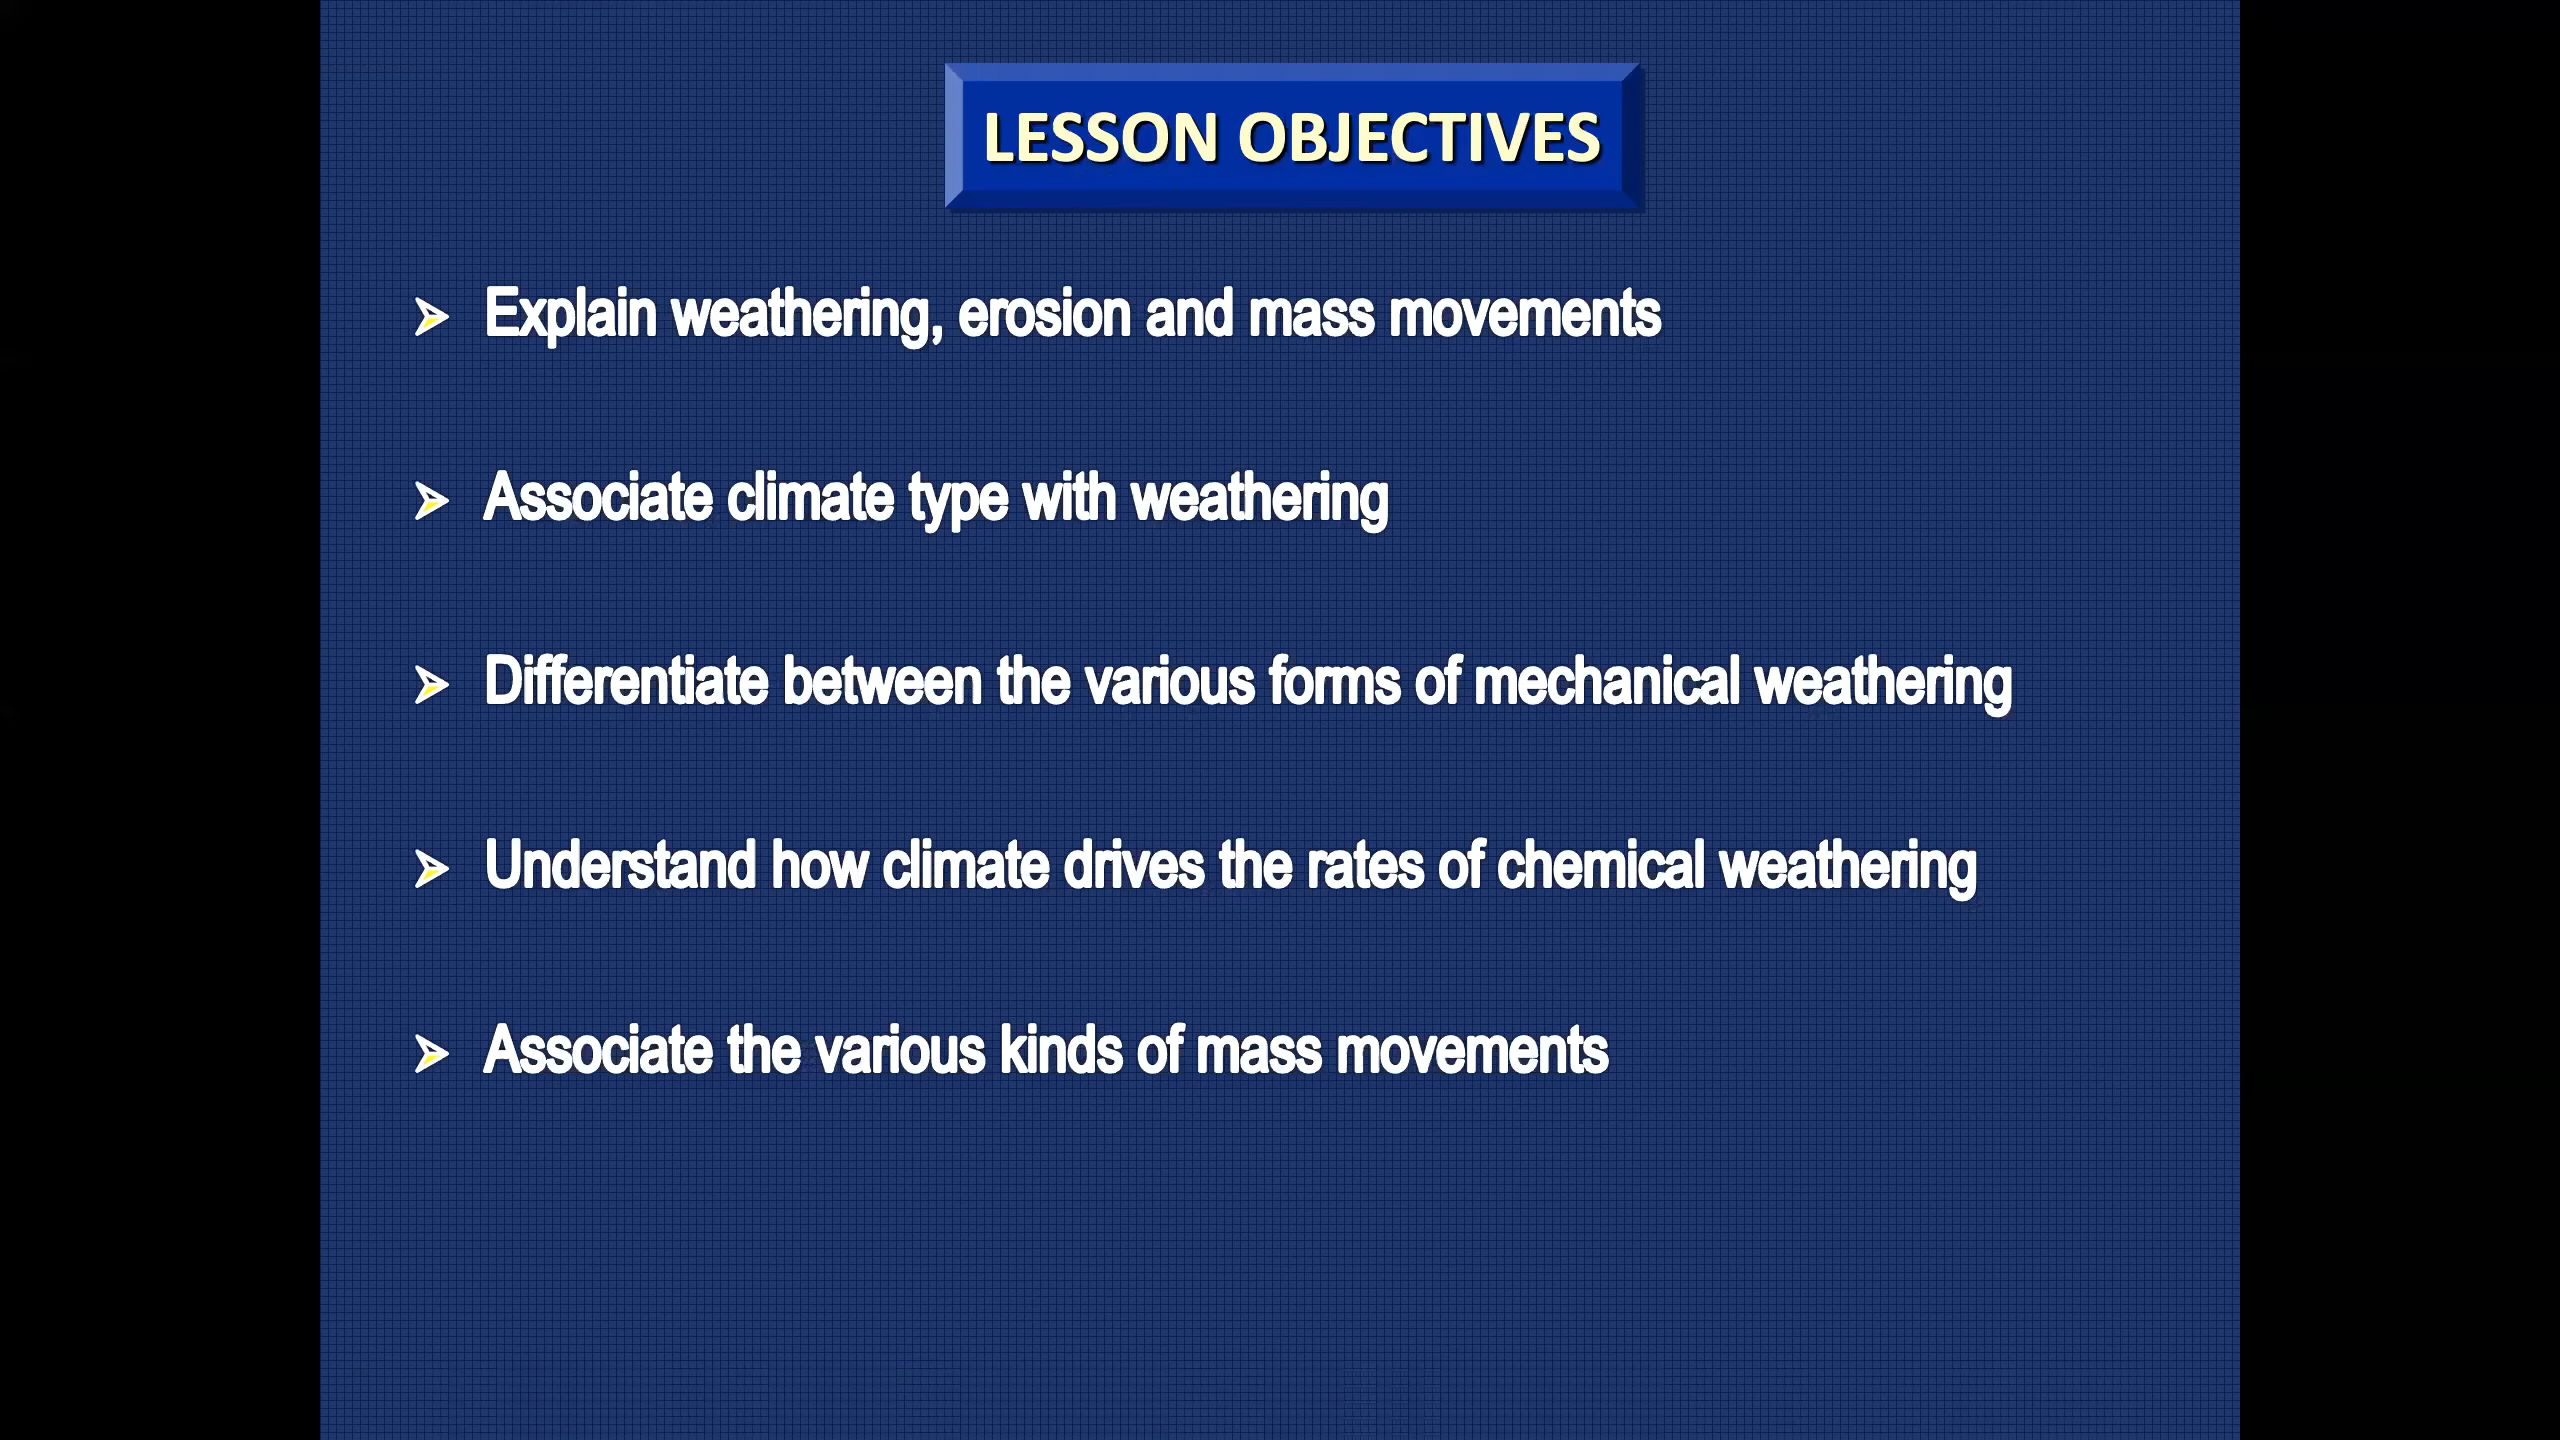 LESSON OBJECTIVES
Explain weathering, erosion and mass movements
Associate climate type with weathering
Differentiate between the various forms of mechanical weathering
Understand how climate drives the rates of chemical weathering
Associate the various kinds of mass movements